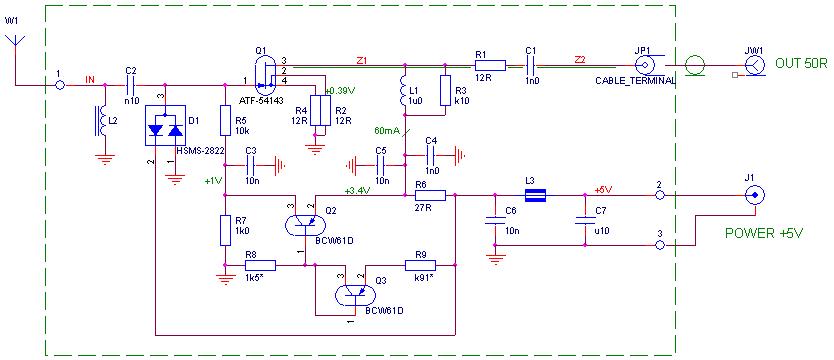 W1
Q1
3
Z1
R1
C1
Z2
JP1
JW1
1
IN
C2
1
2
4
12R
1n0
CABLE_TERMINAL
OUT 50R
n10
ATF-54143
+0.39V
L1
1u0
R3
k10
L2
3
D1
R5
10k
R4
12R
R2
12R
60mA
HSMS-2822
2
1
C3
10n
C5
10n
C4
1n0
+1V
+3.4V
R6
27R
L3
+5V
2
J1
3
2
Q2
BCW61D
1
R7
1k0
C6
10n
C7
u10
3
POWER +5V
R8
1k5*
3
2
Q3
BCW61D
1
R9
k91*